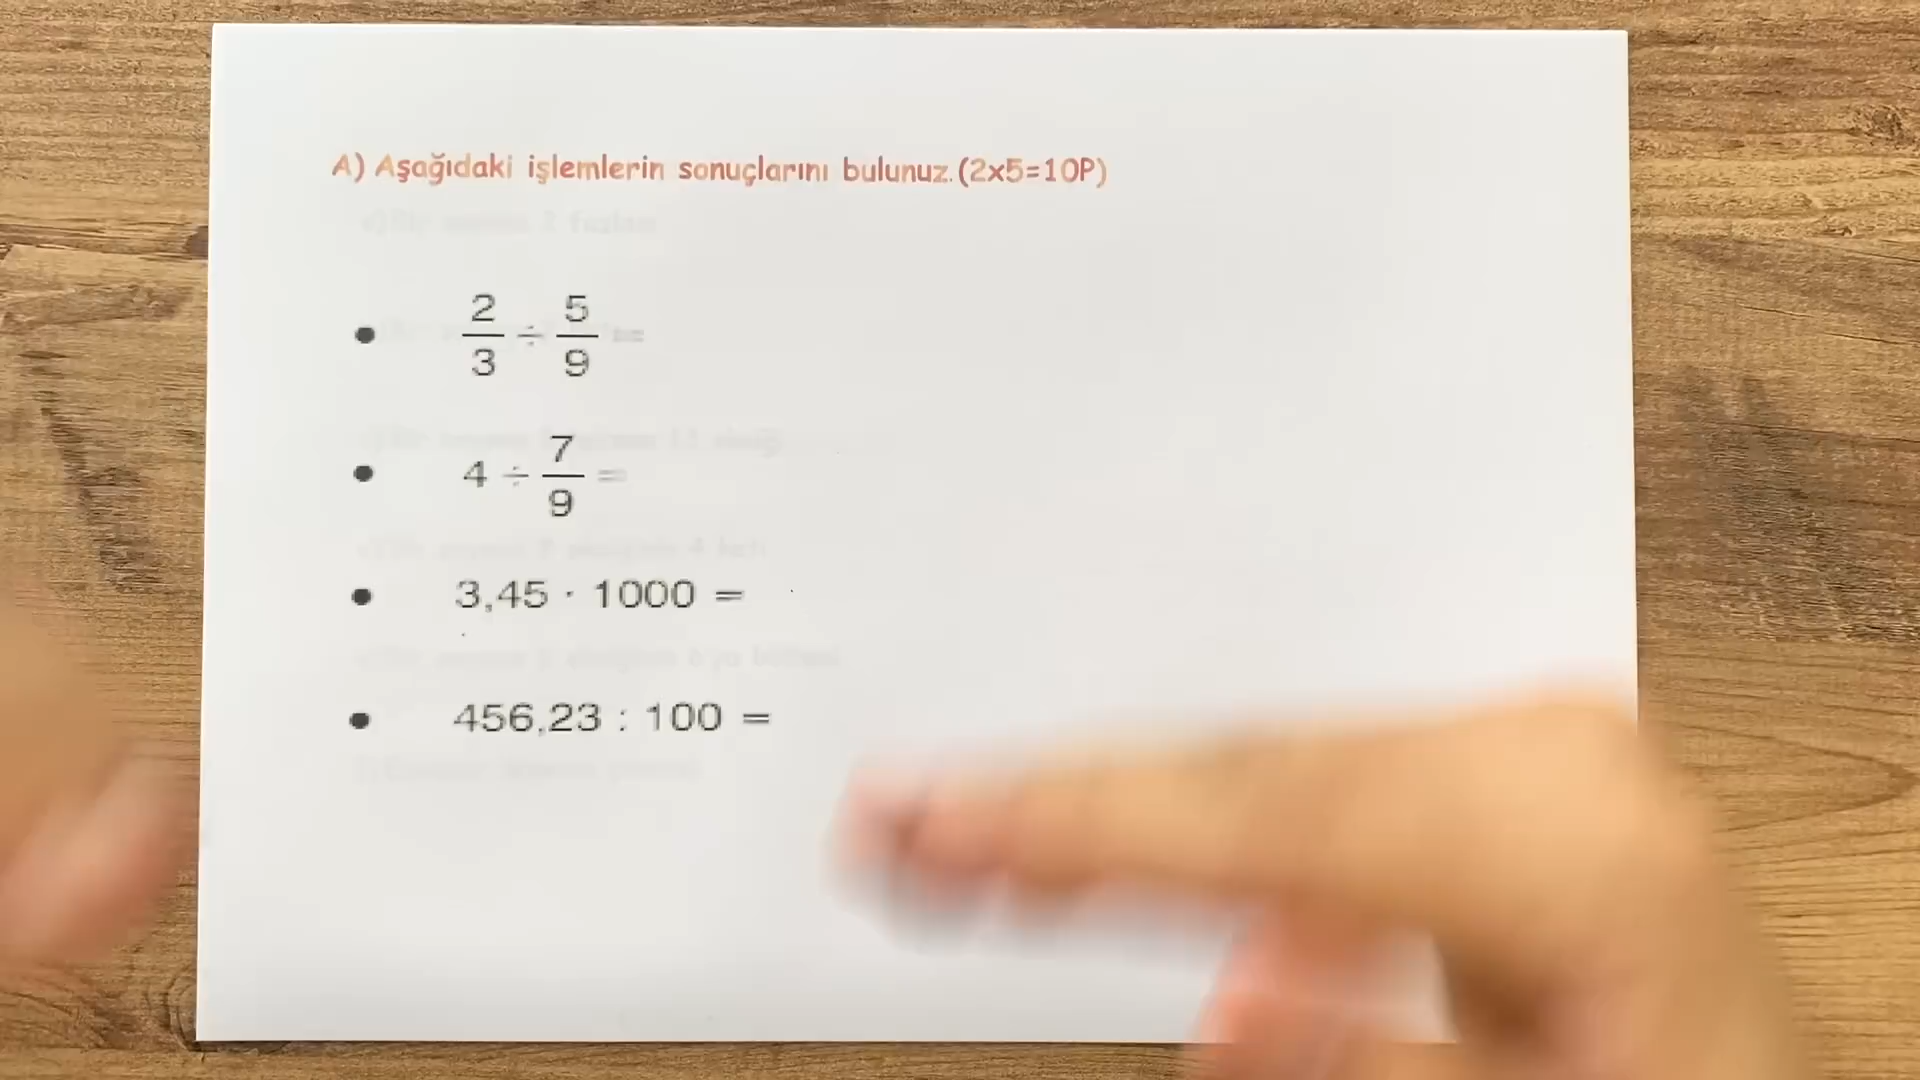 A) Aşağıdaki işlemlerin sonuçlarını bulunuz.(2x5=10P)
• 2/3 ÷ 5/9 =
• 4 ÷ 7/9 =
• 3,45 · 1000 =
• 456,23 : 100 =